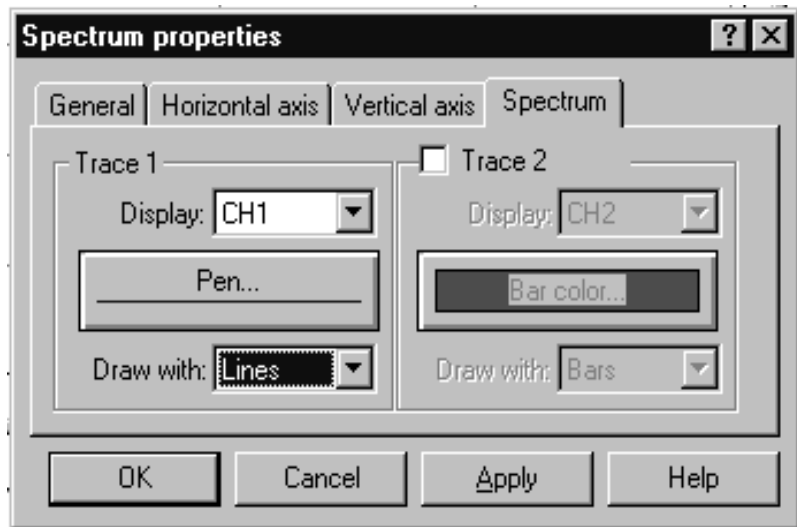 Spectrum properties
General Horizontal axis Vertical axis Spectrum
Trace 1
Display: CH1
Pen...
Draw with: Lines
Trace 2
Display: CH2
Bar color...
Draw with: Bars
OK Cancel Apply Help